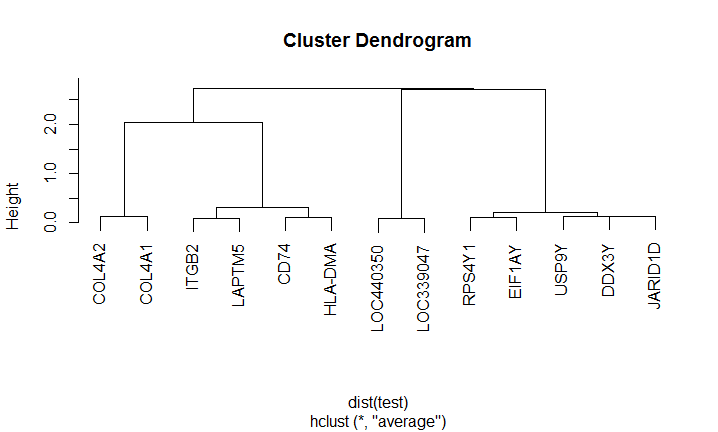 Cluster Dendrogram
Height
2.0
1.0
0.0
COL4A2
COL4A1
ITGB2
LAPTM5
CD74
HLA-DMA
LOC440350
LOC339047
RPS4Y1
EIF1AY
USP9Y
DDX3Y
JARID1D
dist(test)
hclust (*, "average")